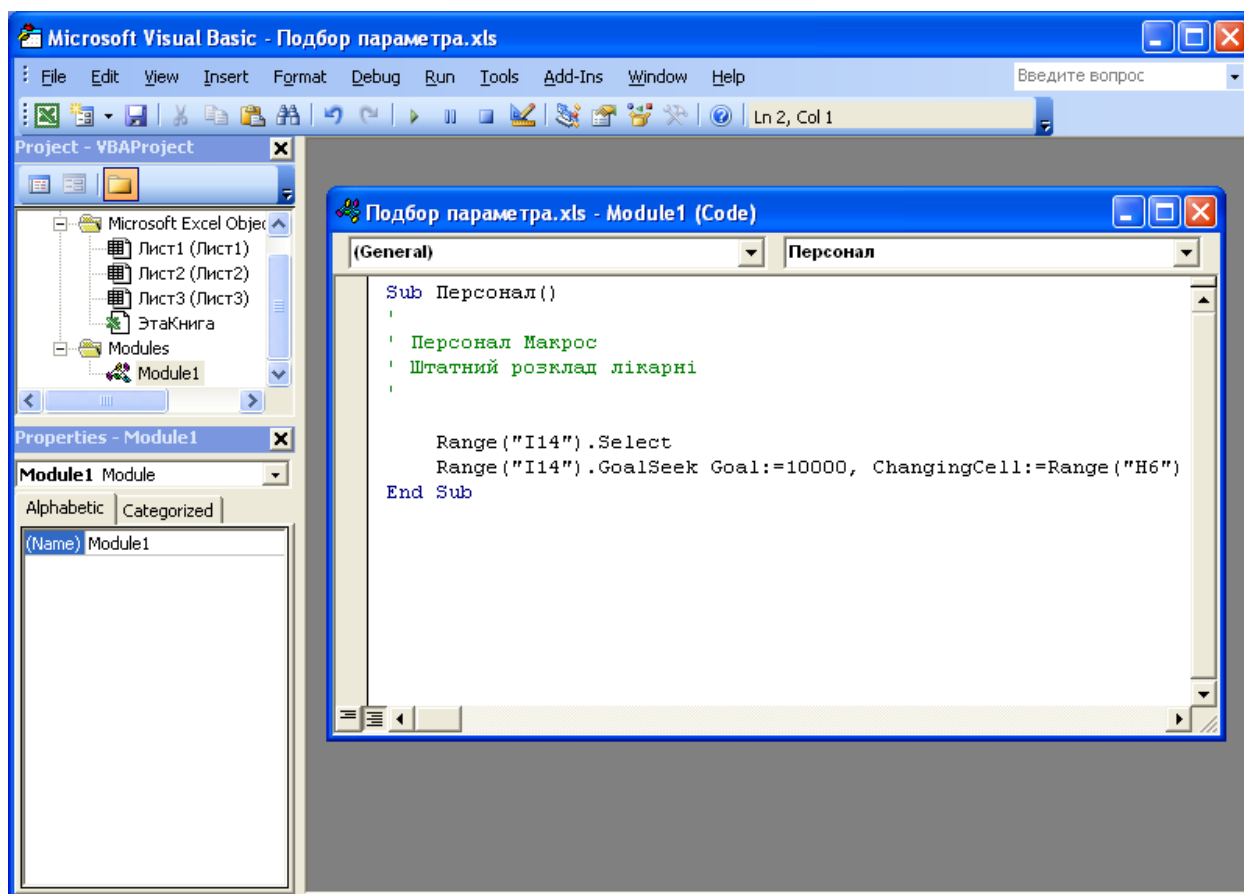 Microsoft Visual Basic - Подбор параметра.xls
File Edit View Insert Format Debug Run Tools Add-Ins Window Help Введите вопрос
Ln 2, Col 1
Project - VBAProject
Microsoft Excel Objec
Лист1 (Лист1)
Лист2 (Лист2)
Лист3 (Лист3)
ЭтаКнига
Modules
Module1
Properties - Module1
Module1 Module
Alphabetic Categorized
(Name) Module1
Подбор параметра.xls - Module1 (Code)
(General) Персонал
Sub Персонал()
'
' Персонал Макрос
' Штатний розклад лікарні
'
Range("I14").Select
Range("I14").GoalSeek Goal:=10000, ChangingCell:=Range("H6")
End Sub